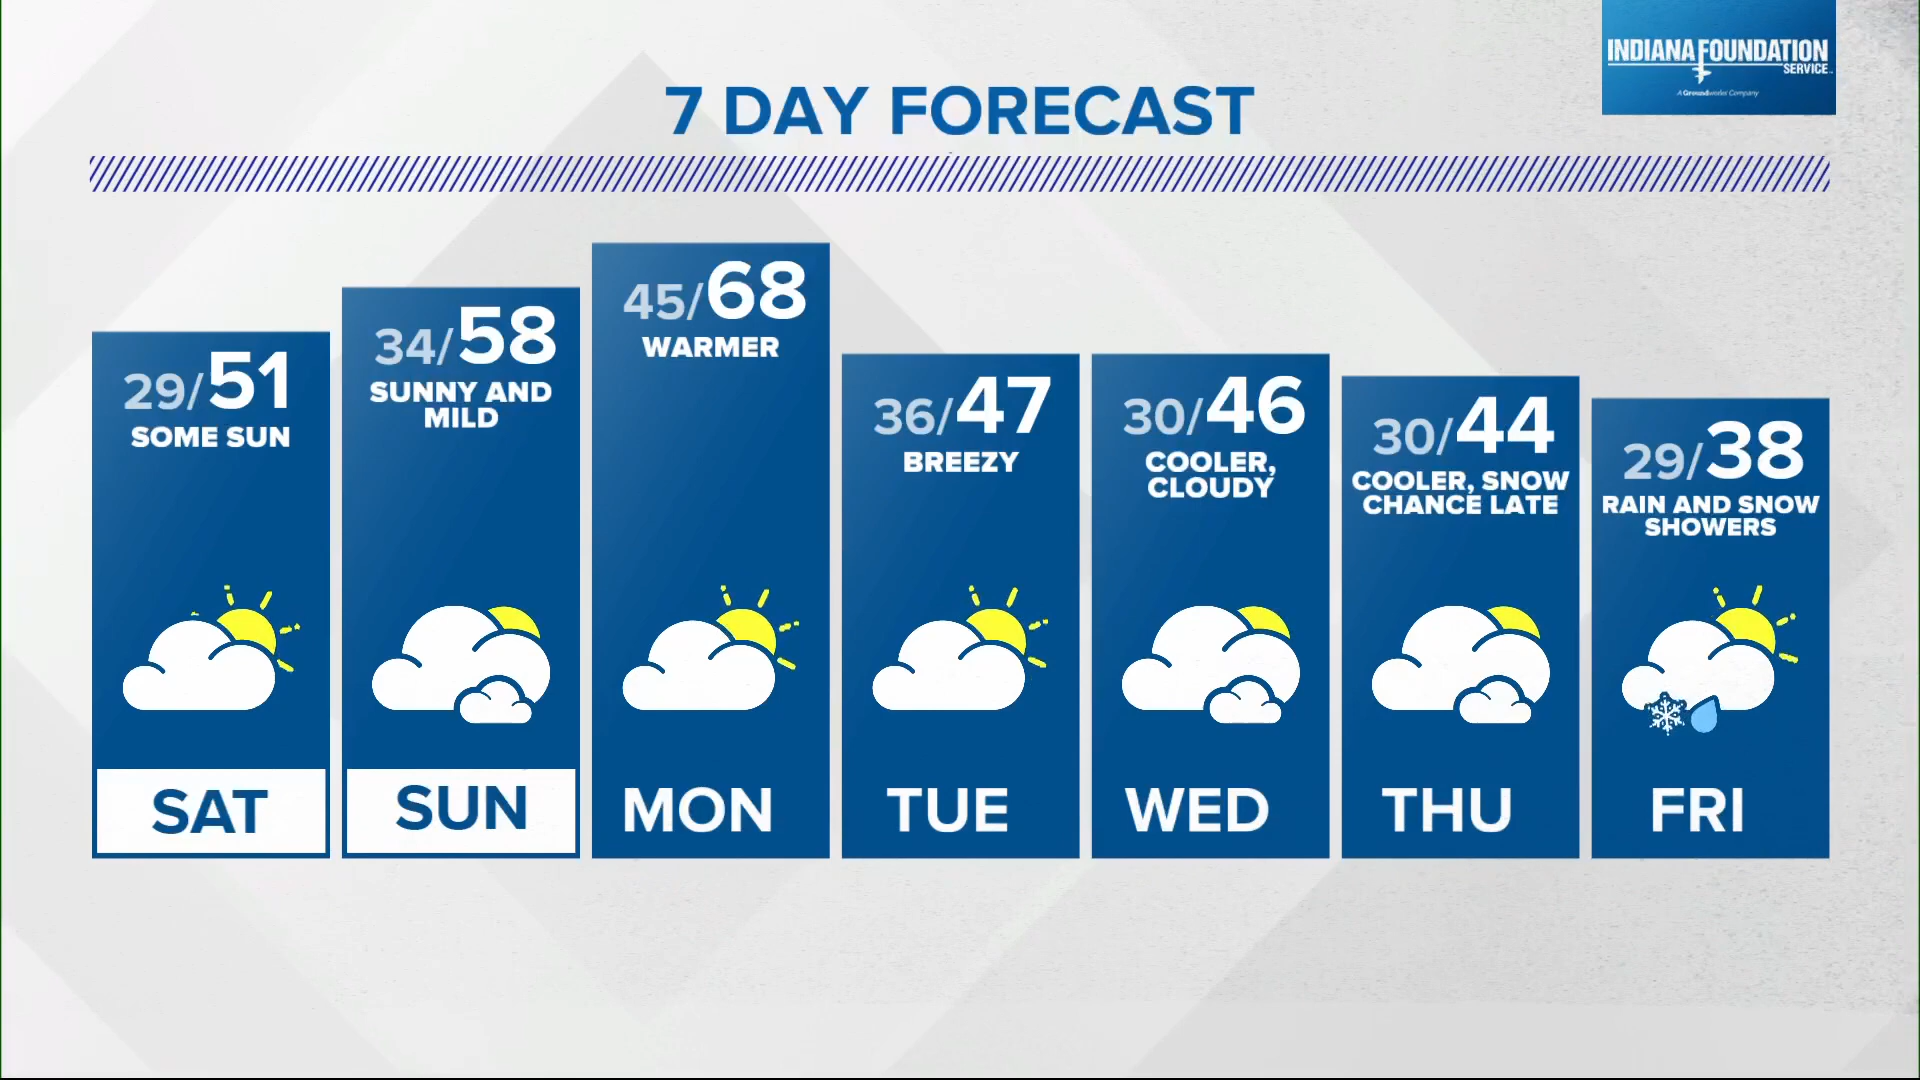 INDIANA FOUNDATION
SERVICE
A Groundworks Company
7 DAY FORECAST
29/51
SOME SUN
SAT
34/58
SUNNY AND
MILD
SUN
45/68
WARMER
MON
36/47
BREEZY
TUE
30/46
COOLER,
CLOUDY
WED
30/44
COOLER, SNOW
CHANCE LATE
THU
29/38
RAIN AND SNOW
SHOWERS
FRI